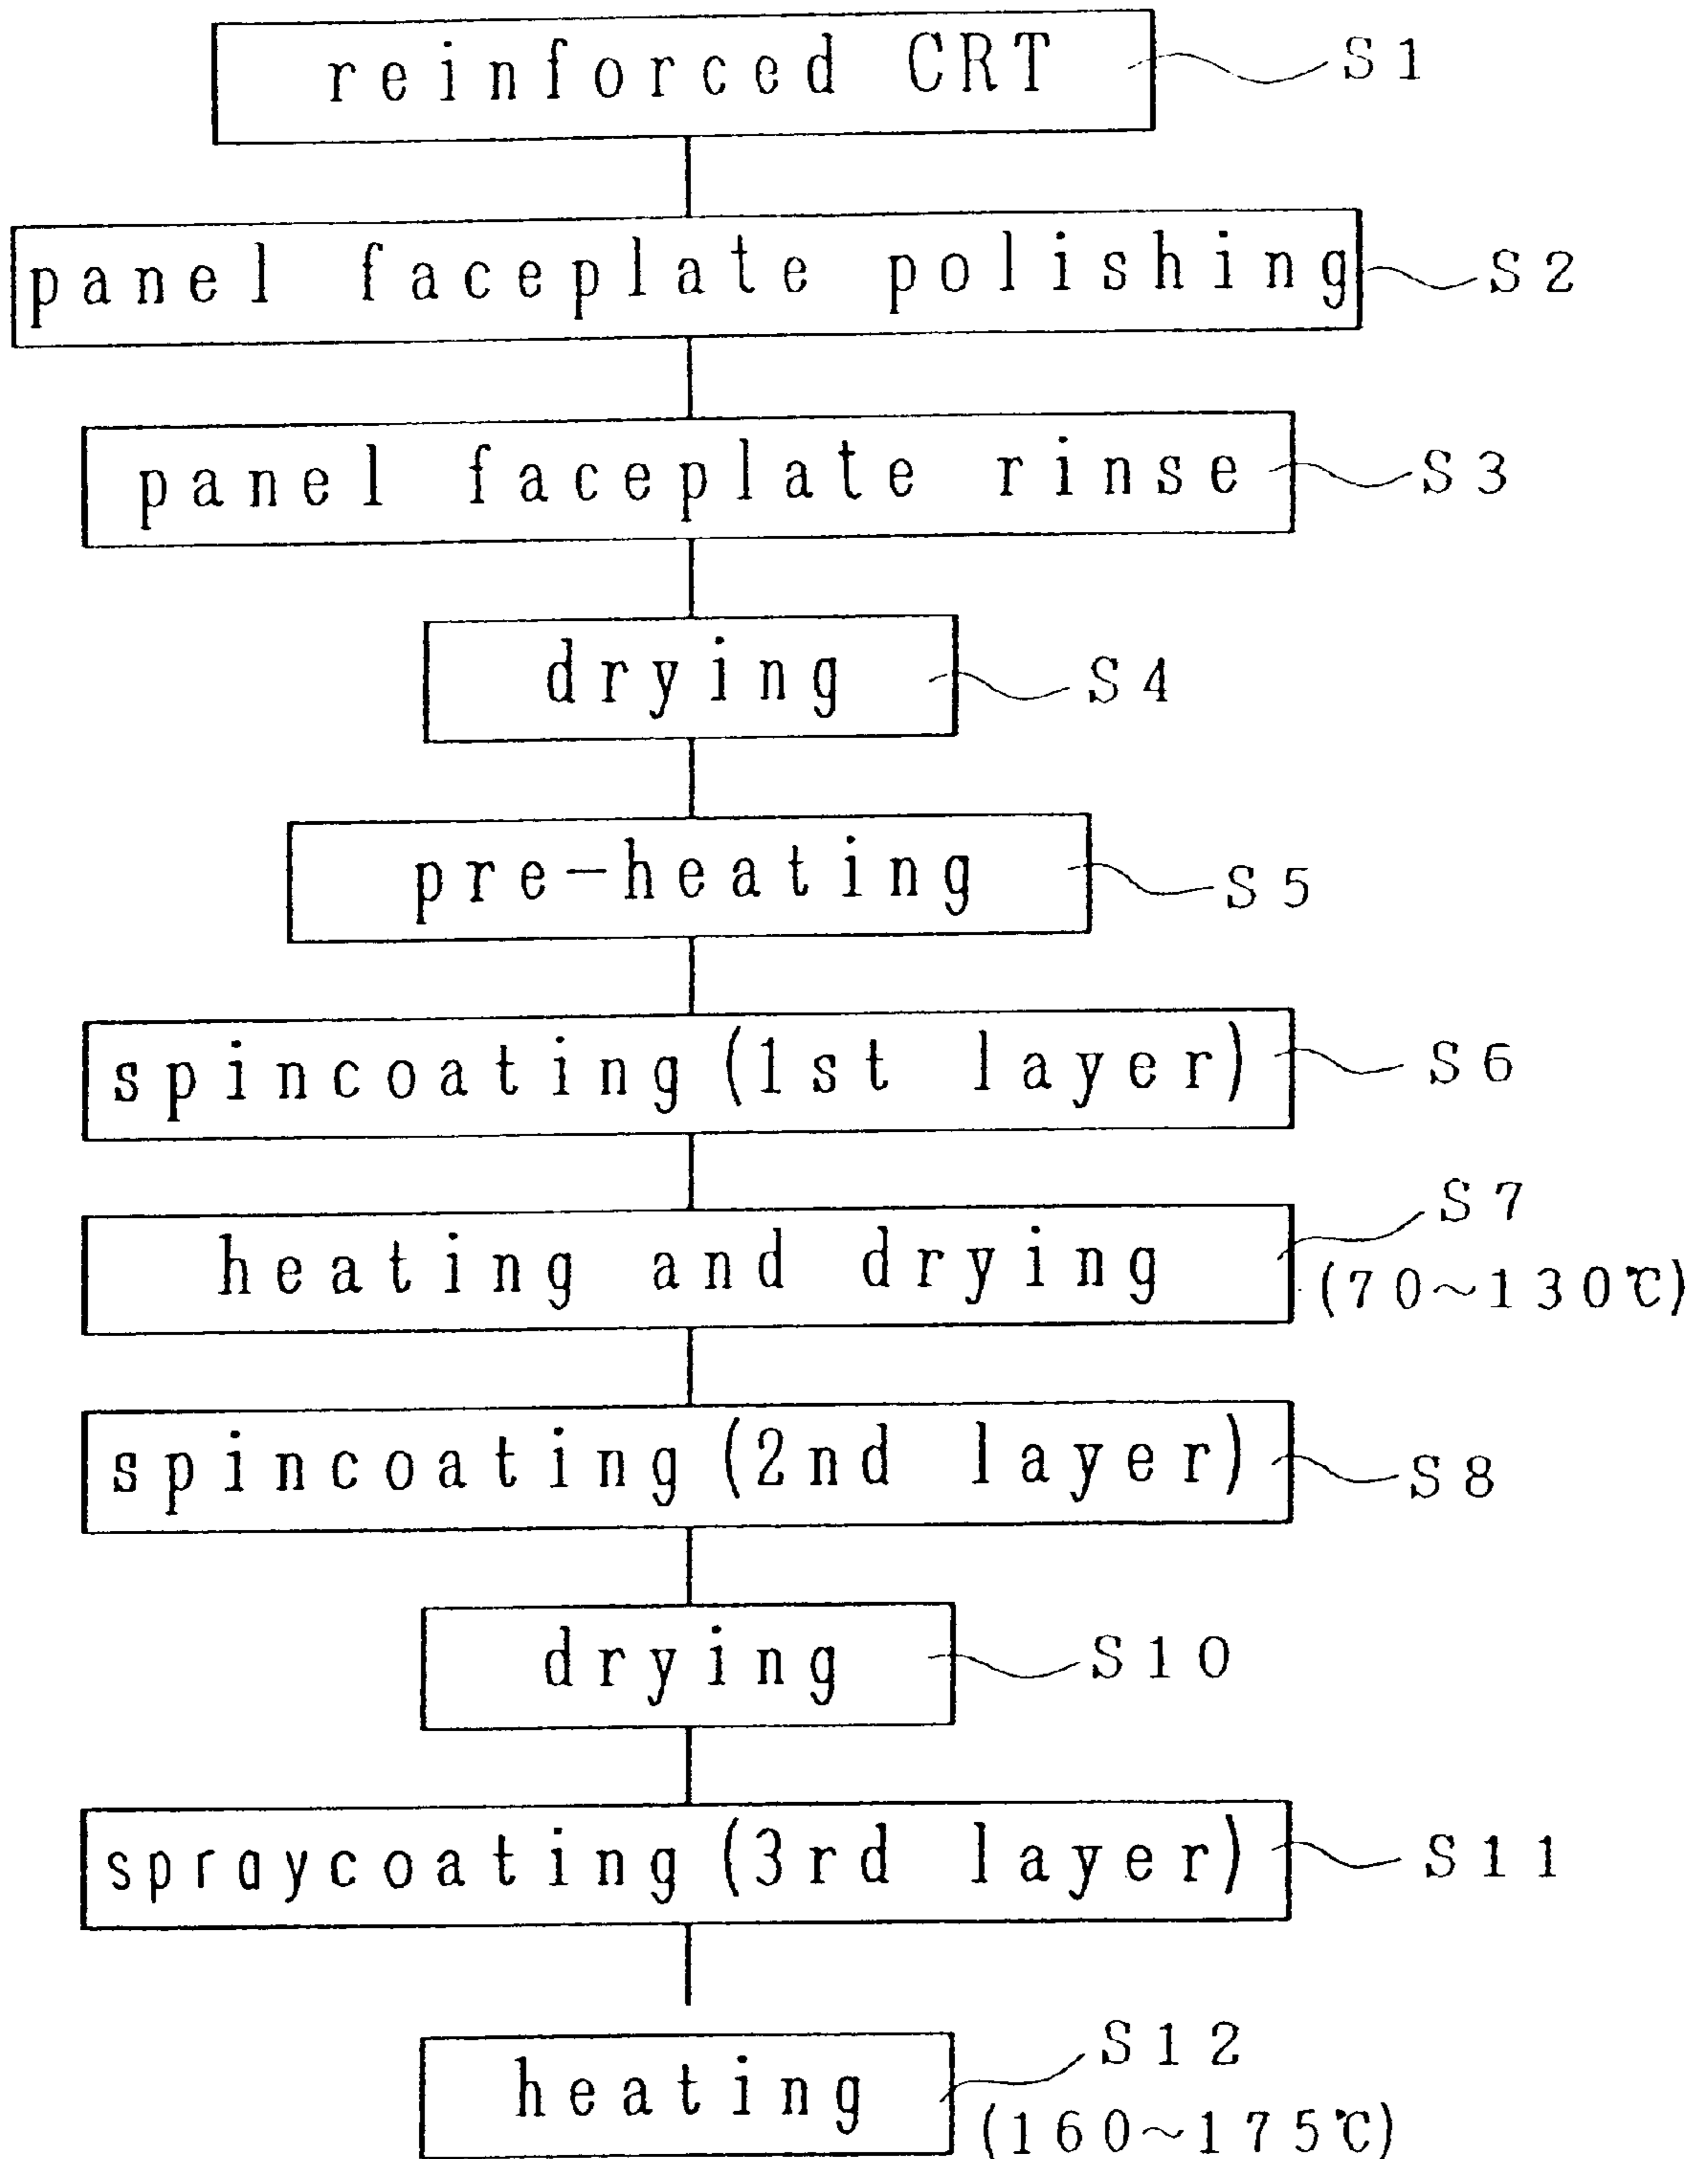 reinforced CRT S1
panel faceplate polishing S2
panel faceplate rinse S3
drying S4
pre-heating S5
spincoating (1st layer) S6
heating and drying S7
(70~130℃)
spincoating (2nd layer) S8
drying S10
spraycoating (3rd layer) S11
heating S12
(160~175℃)